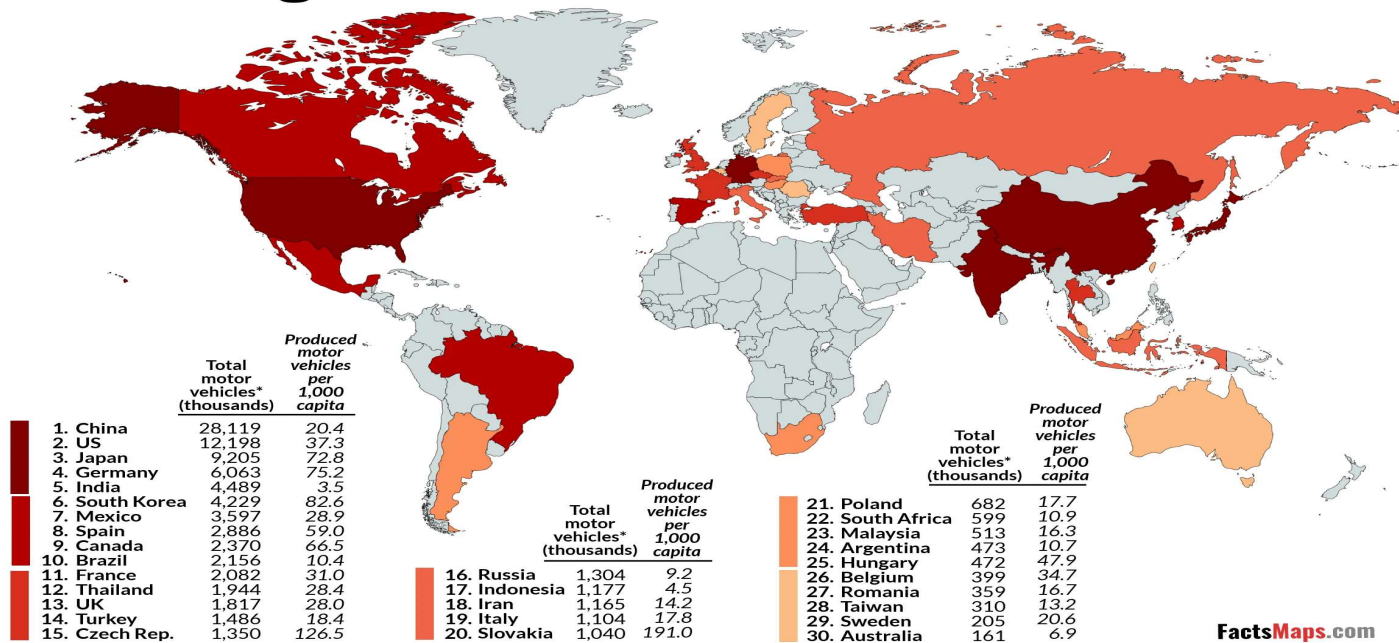 Total
motor
vehicles*
(thousands)
Produced
motor
vehicles
per
1,000
capita
1. China 28,119 20.4
2. US 12,198 37.3
3. Japan 9,205 72.8
4. Germany 6,063 75.2
5. India 4,489 3.5
6. South Korea 4,229 82.6
7. Mexico 3,597 28.9
8. Spain 2,886 59.0
9. Canada 2,370 66.5
10. Brazil 2,156 10.4
11. France 2,082 31.0
12. Thailand 1,944 28.4
13. UK 1,817 28.0
14. Turkey 1,486 18.4
15. Czech Rep. 1,350 126.5
Total
motor
vehicles*
(thousands)
Produced
motor
vehicles
per
1,000
capita
16. Russia 1,304 9.2
17. Indonesia 1,177 4.5
18. Iran 1,165 14.2
19. Italy 1,104 17.8
20. Slovakia 1,040 191.0
Total
motor
vehicles*
(thousands)
Produced
motor
vehicles
per
1,000
capita
21. Poland 682 17.7
22. South Africa 599 10.9
23. Malaysia 513 16.3
24. Argentina 473 10.7
25. Hungary 472 47.9
26. Belgium 399 34.7
27. Romania 359 16.7
28. Taiwan 310 13.2
29. Sweden 205 20.6
30. Australia 161 6.9
FactsMaps.com